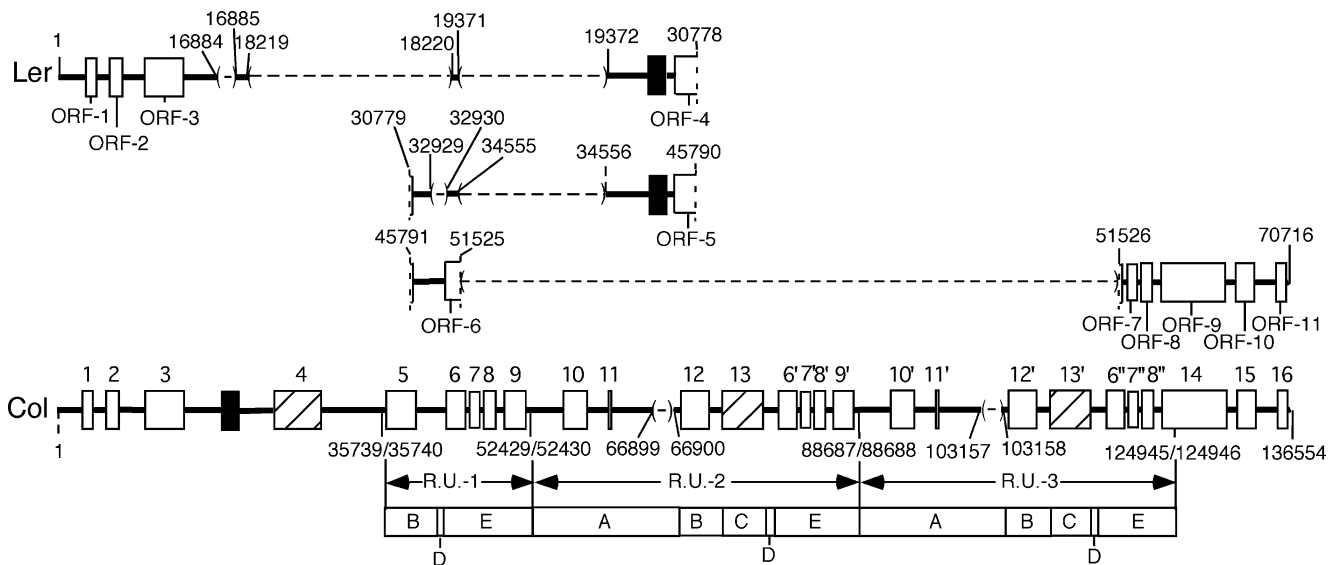 1 16884 16885 18219 18220 19371 19372 30778
Ler
ORF-1 ORF-2 ORF-3 ORF-4
30779 32929 32930 34555 34556 45790
ORF-5
45791 51525 51526 70716
ORF-6 ORF-7 ORF-8 ORF-9 ORF-10 ORF-11
1 2 3 4 5 6 7 8 9 10 11 12 13 6' 7' 8' 9' 10' 11' 12' 13' 6" 7" 8" 14 15 16
Col
1 35739/35740 52429/52430 66899 66900 88687/88688 103157 103158 124945/124946 136554
R.U.-1 R.U.-2 R.U.-3
B E A B C E A B C E
D D D